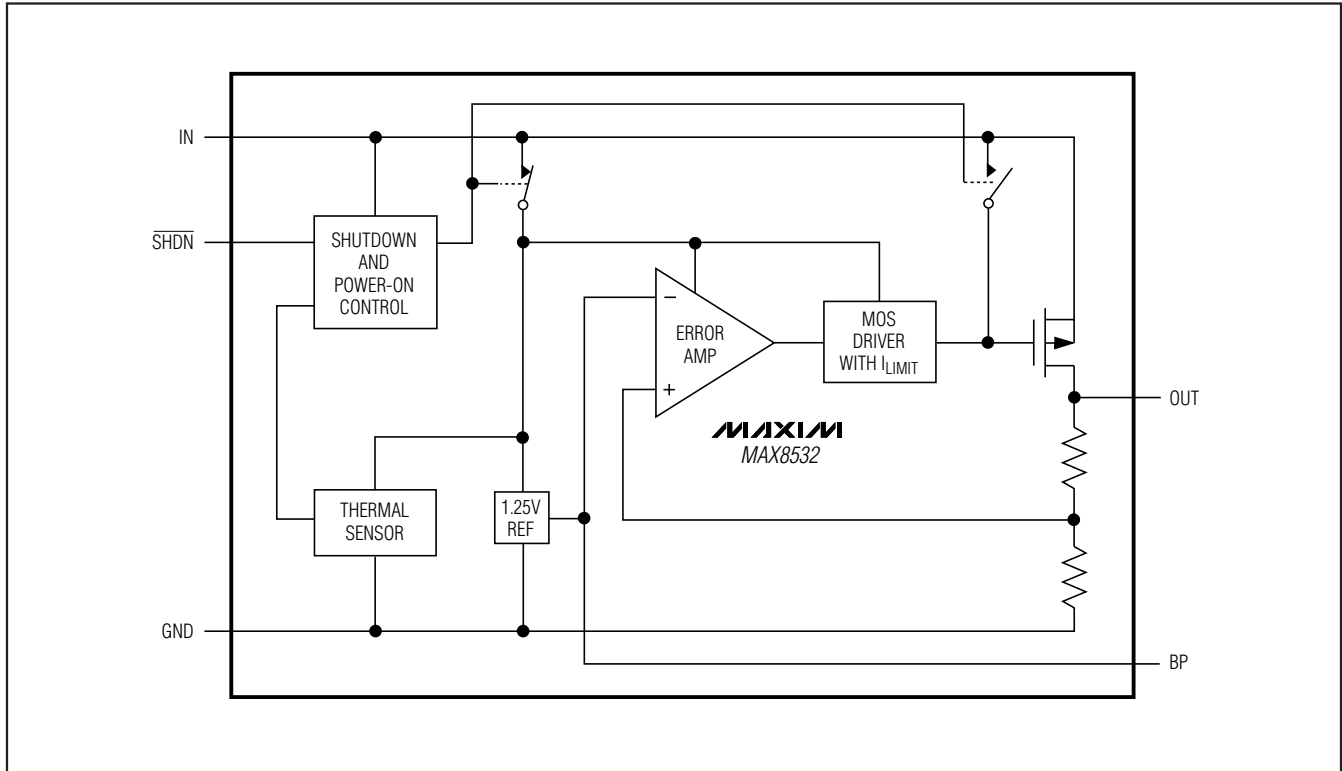 IN
SHDN
SHUTDOWN
AND
POWER-ON
CONTROL
ERROR
AMP
−
+
MOS
DRIVER
WITH ILIMIT
OUT
MAXIM
MAX8532
THERMAL
SENSOR
1.25V
REF
GND
BP